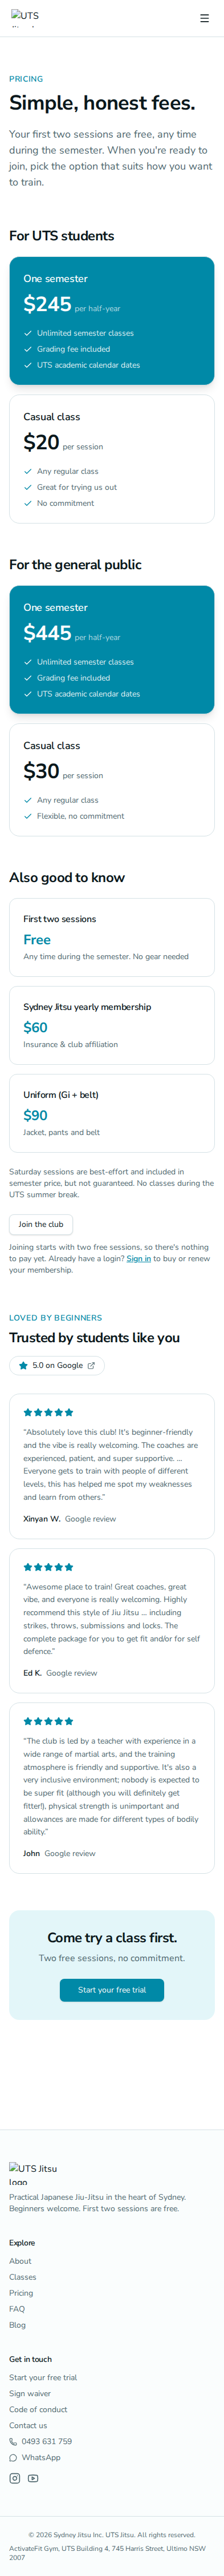 UTS
PRICING
Simple, honest fees.
Your first two sessions are free, any time
during the semester. When you're ready to
join, pick the option that suits how you want
to train.
For UTS students
One semester
$245 per half-year
Unlimited semester classes
Grading fee included
UTS academic calendar dates
Casual class
$20 per session
Any regular class
Great for trying us out
No commitment
For the general public
One semester
$445 per half-year
Unlimited semester classes
Grading fee included
UTS academic calendar dates
Casual class
$30 per session
Any regular class
Flexible, no commitment
Also good to know
First two sessions
Free
Any time during the semester. No gear needed
Sydney Jitsu yearly membership
$60
Insurance & club affiliation
Uniform (Gi + belt)
$90
Jacket, pants and belt
Saturday sessions are best-effort and included in
semester price, but not guaranteed. No classes during the
UTS summer break.
Join the club
Joining starts with two free sessions, so there's nothing
to pay yet. Already have a login? Sign in to buy or renew
your membership.
LOVED BY BEGINNERS
Trusted by students like you
5.0 on Google
“Absolutely love this club! It's beginner-friendly
and the vibe is really welcoming. The coaches are
experienced, patient, and super supportive. …
Everyone gets to train with people of different
levels, this has helped me spot my weaknesses
and learn from others.”
Xinyan W. Google review
“Awesome place to train! Great coaches, great
vibe, and everyone is really welcoming. Highly
recommend this style of Jiu Jitsu … including
strikes, throws, submissions and locks. The
complete package for you to get fit and/or for self
defence.”
Ed K. Google review
“The club is led by a teacher with experience in a
wide range of martial arts, and the training
atmosphere is friendly and supportive. It's also a
very inclusive environment; nobody is expected to
be super fit (although you will definitely get
fitter!), physical strength is unimportant and
allowances are made for different types of bodily
ability.”
John Google review
Come try a class first.
Two free sessions, no commitment.
Start your free trial
UTS Jitsu
logo
Practical Japanese Jiu-Jitsu in the heart of Sydney.
Beginners welcome. First two sessions are free.
Explore
About
Classes
Pricing
FAQ
Blog
Get in touch
Start your free trial
Sign waiver
Code of conduct
Contact us
0493 631 759
WhatsApp
© 2026 Sydney Jitsu Inc. UTS Jitsu. All rights reserved.
ActivateFit Gym, UTS Building 4, 745 Harris Street, Ultimo NSW
2007